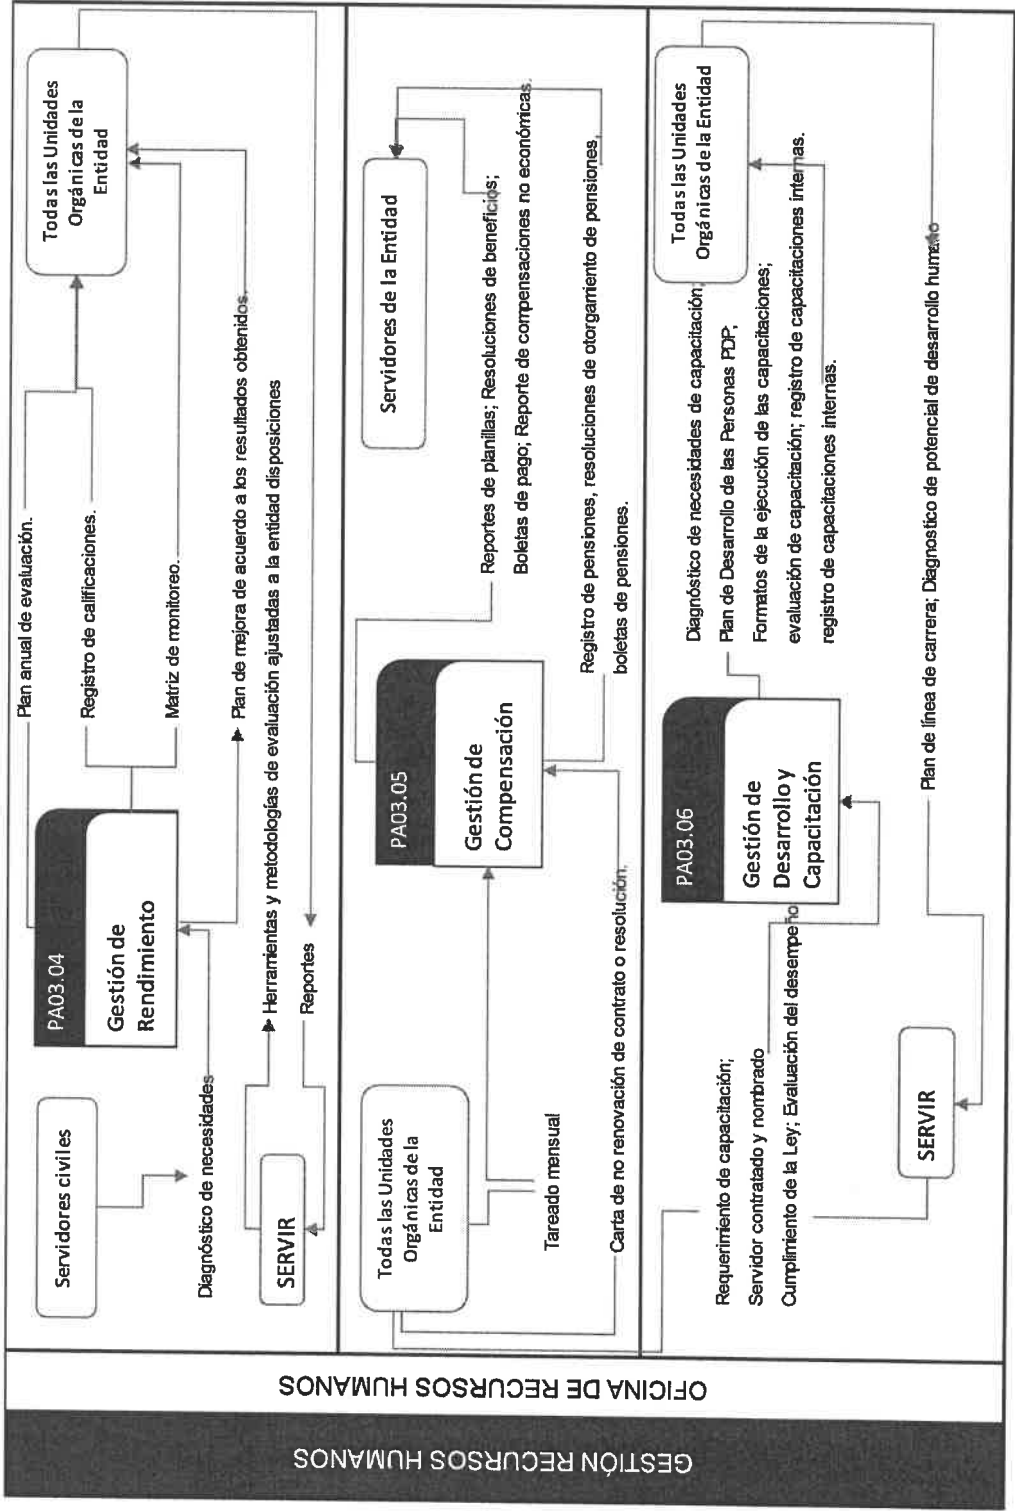 GESTIÓN RECURSOS HUMANOS
OFICINA DE RECURSOS HUMANOS
Servidores civiles
Diagnóstico de necesidades
SERVIR
PA03.04
Gestión de
Rendimiento
Plan anual de evaluación.
Registro de calificaciones.
Matriz de monitoreo.
Plan de mejora de acuerdo a los resultados obtenidos.
Herramientas y metodologías de evaluación ajustadas a la entidad disposiciones
Reportes
Todas las Unidades
Orgánicas de la
Entidad
Todas las Unidades
Orgánicas de la
Entidad
Tareado mensual
Carta de no renovación de contrato o resolución.
PA03.05
Gestión de
Compensación
Servidores de la Entidad
Reportes de planillas; Resoluciones de beneficios;
Boletas de pago; Reporte de compensaciones no económicas.
Registro de pensiones, resoluciones de otorgamiento de pensiones,
boletas de pensiones.
Requerimiento de capacitación;
Servidor contratado y nombrado
Cumplimiento de la Ley; Evaluación del desempeño
SERVIR
PA03.06
Gestión de
Desarrollo y
Capacitación
Todas las Unidades
Orgánicas de la Entidad
Diagnóstico de necesidades de capacitación;
Plan de Desarrollo de las Personas PDP;
Formatos de la ejecución de las capacitaciones;
evaluación de capacitación; registro de capacitaciones internas.
registro de capacitaciones internas.
Plan de línea de carrera; Diagnostico de potencial de desarrollo humano